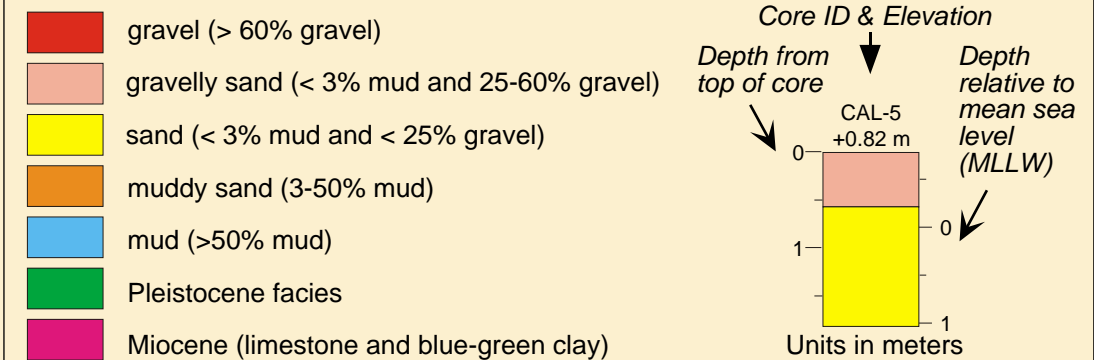 gravel (> 60% gravel)
gravelly sand (< 3% mud and 25-60% gravel)
sand (< 3% mud and < 25% gravel)
muddy sand (3-50% mud)
mud (>50% mud)
Pleistocene facies
Miocene (limestone and blue-green clay)
Core ID & Elevation
Depth from
top of core
Depth
relative to
mean sea
level
(MLLW)
CAL-5
+0.82 m
0
0
1
1
Units in meters